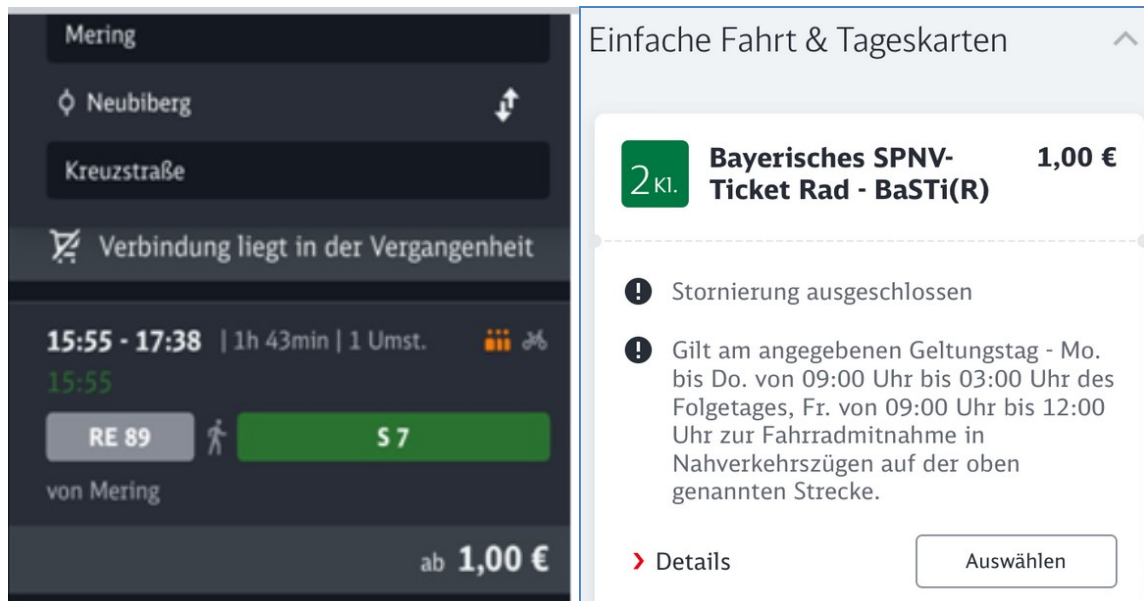 Mering
Neubiberg
Kreuzstraße
Verbindung liegt in der Vergangenheit
15:55 - 17:38 | 1h 43min | 1 Umst.
15:55
RE 89
S 7
von Mering
ab 1,00 €
Einfache Fahrt & Tageskarten
2 Kl.
Bayerisches SPNV- 1,00 €
Ticket Rad - BaSTi(R)
Stornierung ausgeschlossen
Gilt am angegebenen Geltungstag - Mo.
bis Do. von 09:00 Uhr bis 03:00 Uhr des
Folgetages, Fr. von 09:00 Uhr bis 12:00
Uhr zur Fahrradmitnahme in
Nahverkehrszügen auf der oben
genannten Strecke.
Details
Auswählen